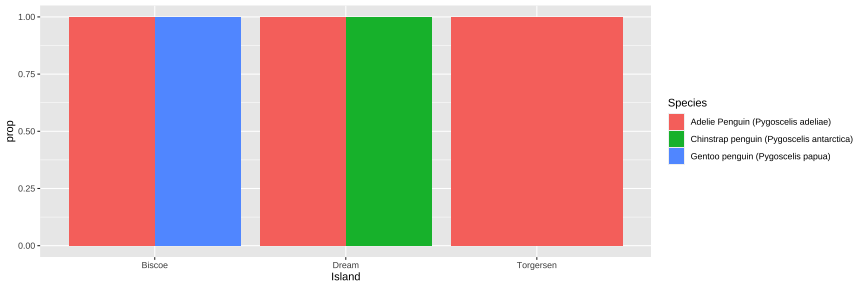 1.00
0.75
0.50
0.25
0.00
prop
Biscoe Dream Torgersen
Island
Species
Adelie Penguin (Pygoscelis adeliae)
Chinstrap penguin (Pygoscelis antarctica)
Gentoo penguin (Pygoscelis papua)